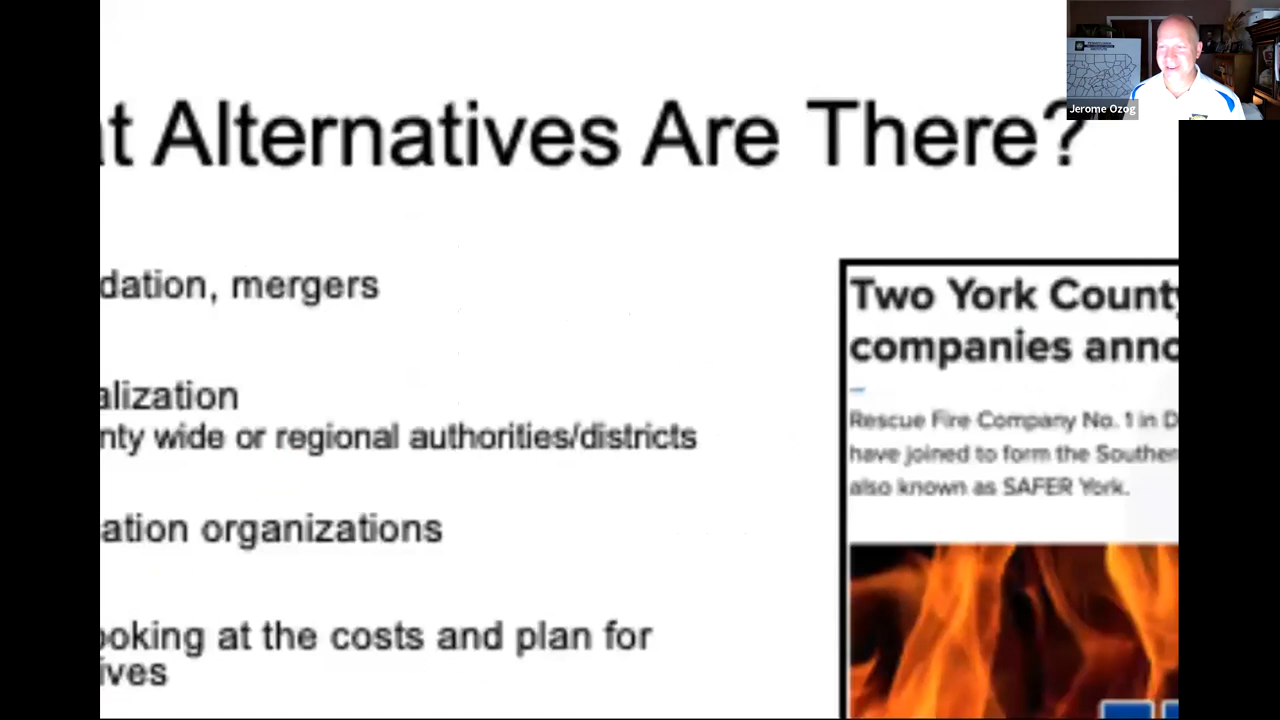 Jerome Ozog
at Alternatives Are There?
dation, mergers
alization
nty wide or regional authorities/districts
ation organizations
ooking at the costs and plan for
ives
Two York County
companies anno
Rescue Fire Company No. 1 in D
have joined to form the Souther
also known as SAFER York.